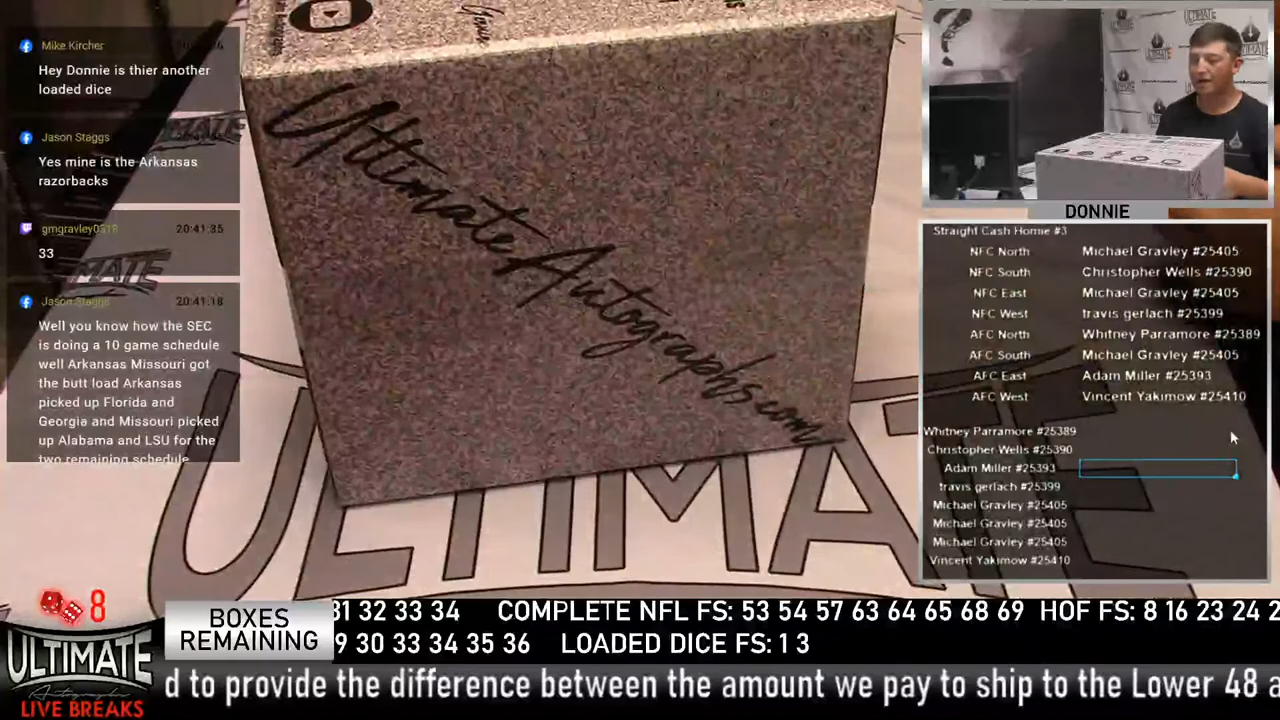 Mike Kircher
Hey Donnie is thier another
loaded dice
Jason Staggs
Yes mine is the Arkansas
razorbacks
gmgravley0319 20:41:35
33
Jason Staggs 20:41:18
Well you know how the SEC
is doing a 10 game schedule
well Arkansas Missouri got
the butt load Arkansas
picked up Florida and
Georgia and Missouri picked
up Alabama and LSU for the
two remaining schedule
UltimateAutographs.com
ULTIMATE
DONNIE
Straight Cash Homie #3
NFC North Michael Gravley #25405
NFC South Christopher Wells #25390
NFC East Michael Gravley #25405
NFC West travis gerlach #25399
AFC North Whitney Parramore #25389
AFC South Michael Gravley #25405
AFC East Adam Miller #25393
AFC West Vincent Yakimow #25410
Whitney Parramore #25389
Christopher Wells #25390
Adam Miller #25393
travis gerlach #25399
Michael Gravley #25405
Michael Gravley #25405
Michael Gravley #25405
Vincent Yakimow #25410
8
ULTIMATE
Autographs
LIVE BREAKS
BOXES
REMAINING
31 32 33 34 COMPLETE NFL FS: 53 54 57 63 64 65 68 69 HOF FS: 8 16 23 24 2
9 30 33 34 35 36 LOADED DICE FS: 1 3
d to provide the difference between the amount we pay to ship to the Lower 48 a